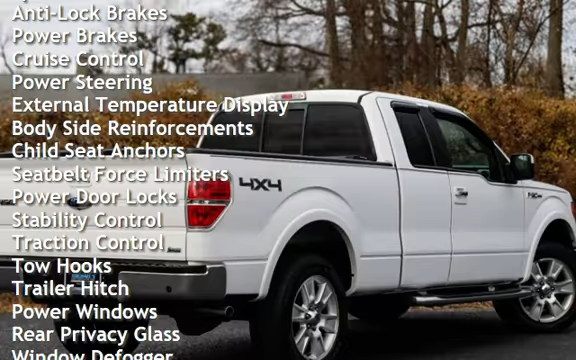 Anti-Lock Brakes
Power Brakes
Cruise Control
Power Steering
External Temperature Display
Body Side Reinforcements
Child Seat Anchors
Seatbelt Force Limiters
4X4
Power Door Locks
Stability Control
Traction Control
Tow Hooks
Trailer Hitch
Power Windows
Rear Privacy Glass
Window Defogger